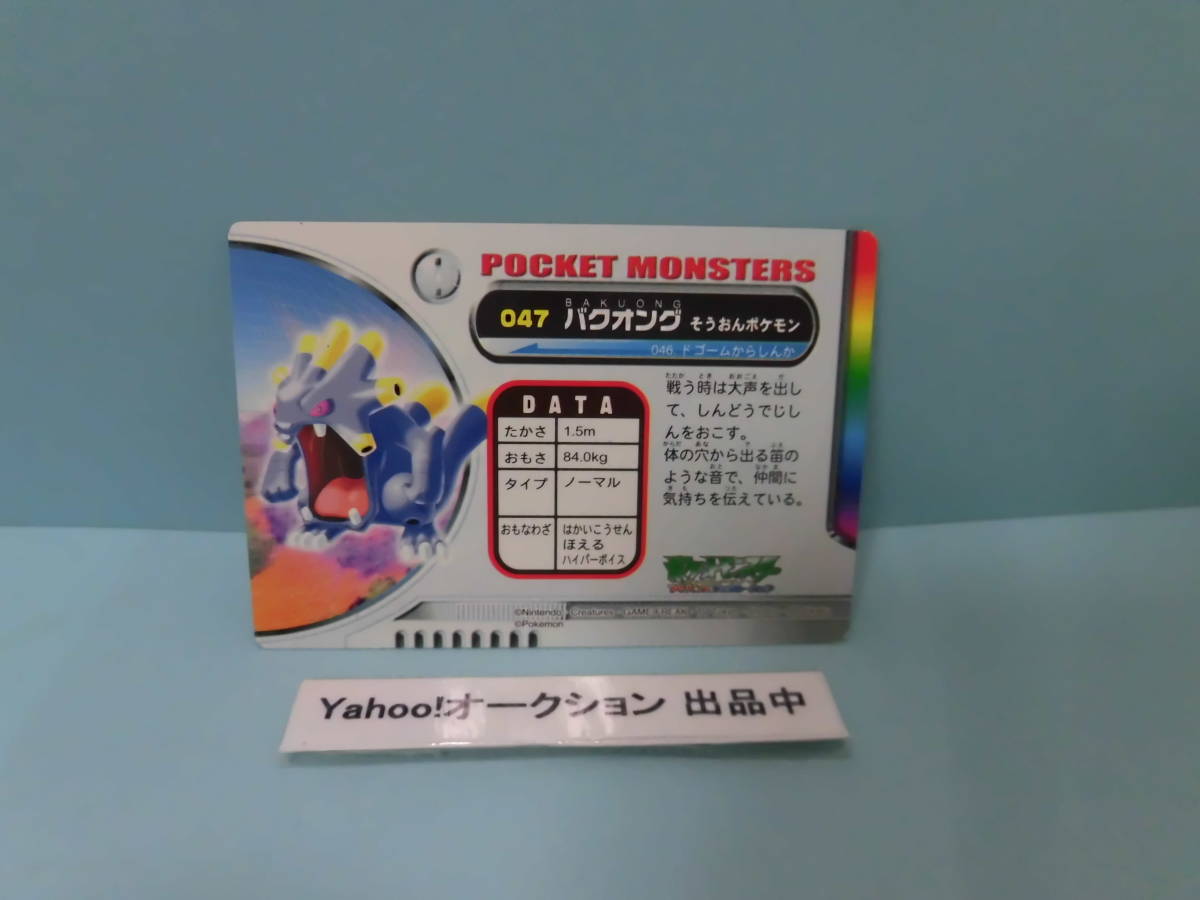 POCKET MONSTERS
BAKUONG
047 バクオング そうおんポケモン
046 ドゴームからしんか
DATA
たかさ 1.5m
おもさ 84.0kg
タイプ ノーマル
おもなわざ はかいこうせん
ほえる
ハイパーボイス
戦う時は大声を出し
て、しんどうでじし
んをおこす。
体の穴から出る笛の
ような音で、仲間に
気持ちを伝えている。
©Nintendo・Creatures・GAME FREAK
©Pokemon
Yahoo!オークション 出品中